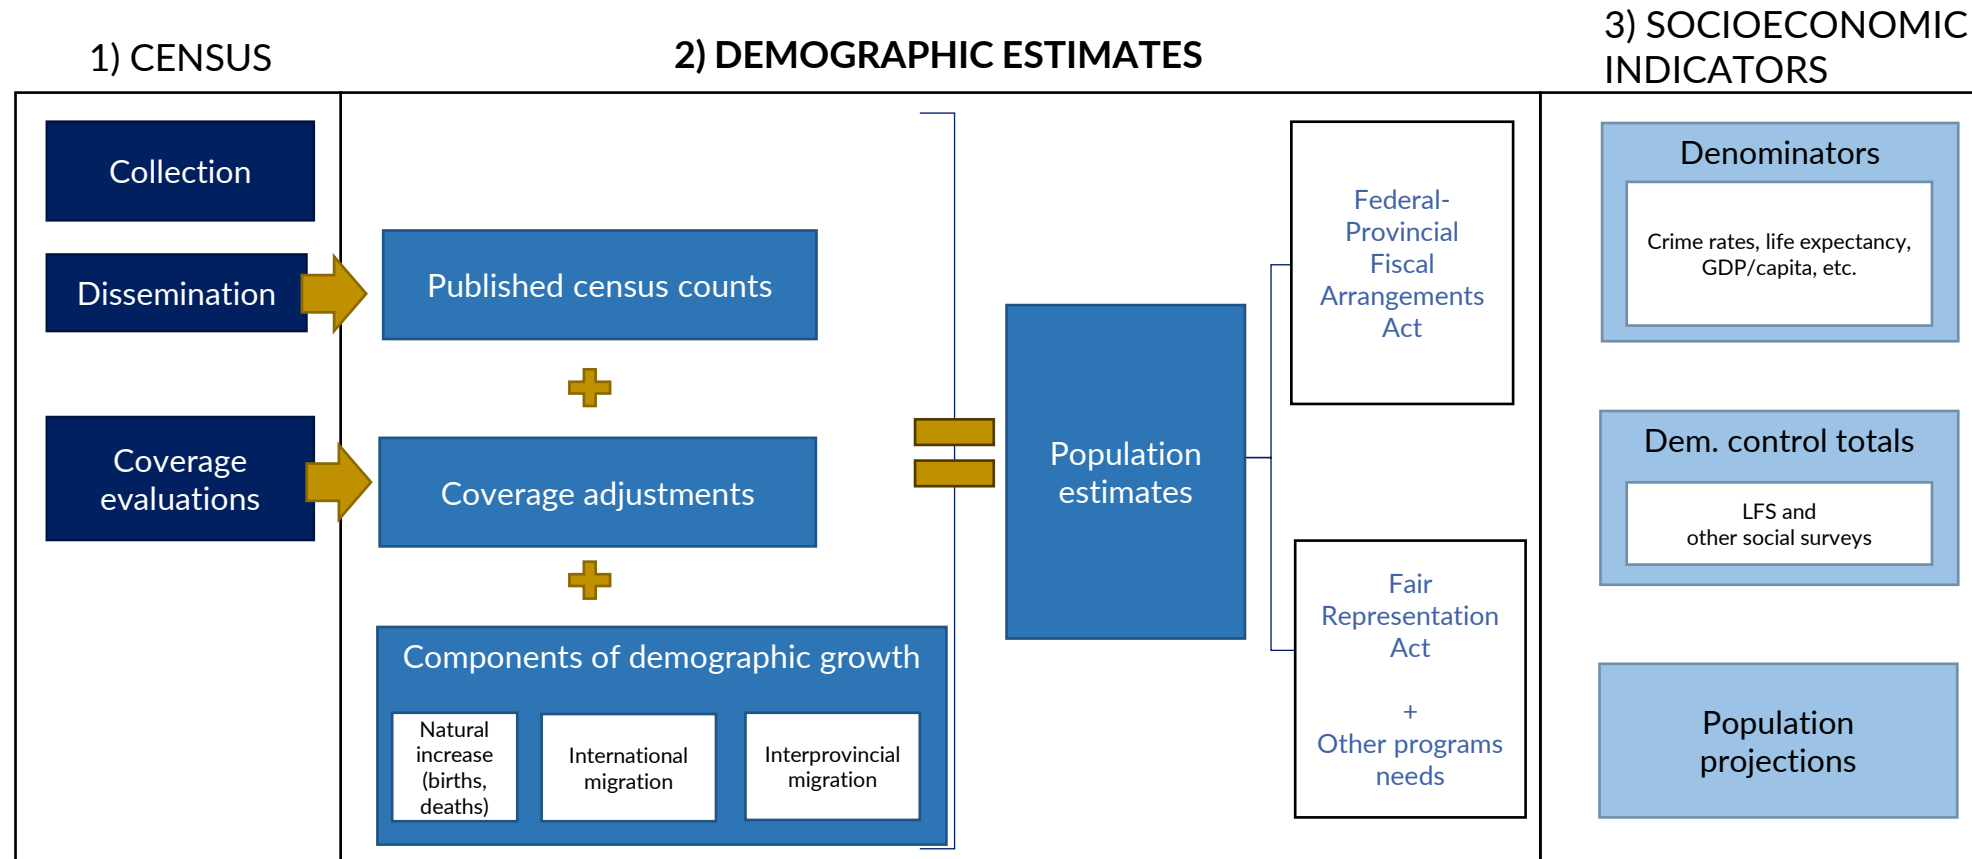 1) CENSUS
2) DEMOGRAPHIC ESTIMATES
3) SOCIOECONOMIC
INDICATORS
Collection
Dissemination
Coverage
evaluations
Published census counts
Coverage adjustments
Components of demographic growth
Natural
increase
(births,
deaths)
International
migration
Interprovincial
migration
Population
estimates
Federal-
Provincial
Fiscal
Arrangements
Act
Fair
Representation
Act
+
Other programs
needs
Denominators
Crime rates, life expectancy,
GDP/capita, etc.
Dem. control totals
LFS and
other social surveys
Population
projections